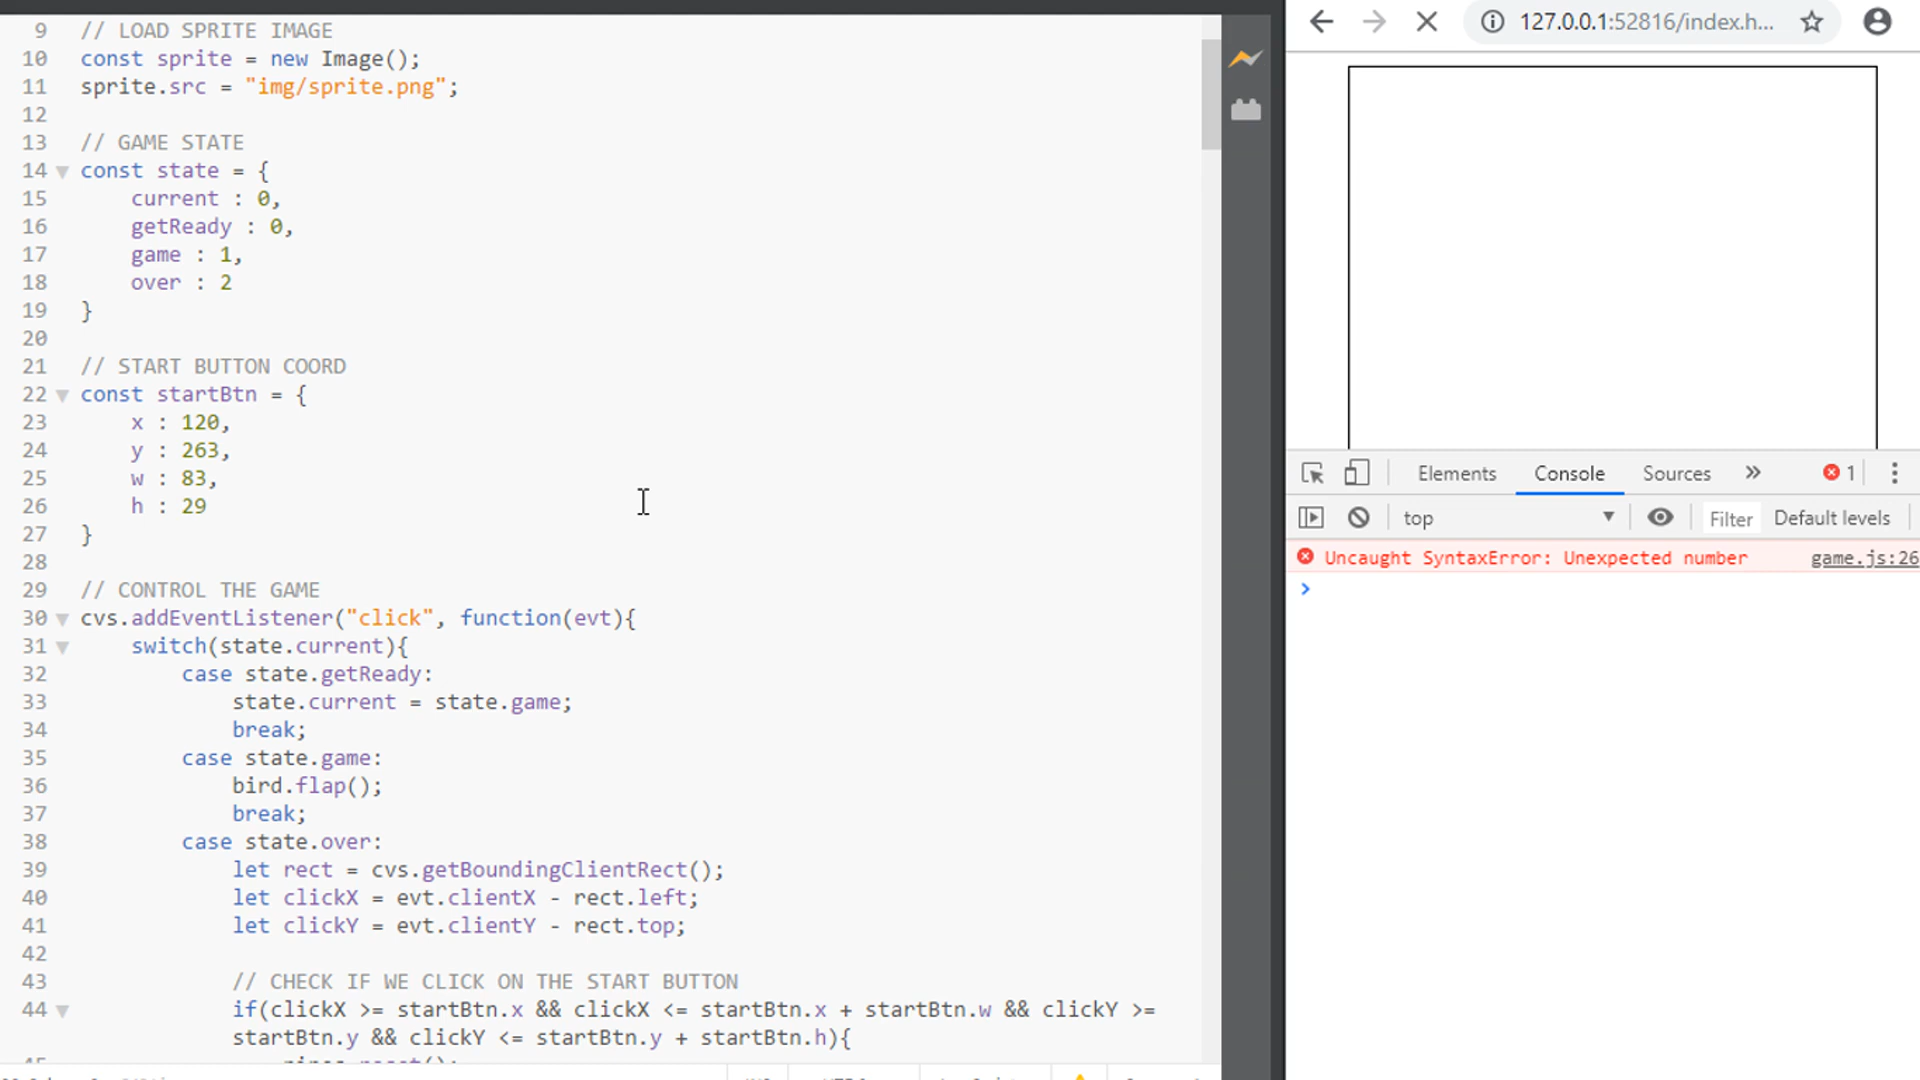 9 // LOAD SPRITE IMAGE
10 const sprite = new Image();
11 sprite.src = "img/sprite.png";
12
13 // GAME STATE
14 const state = {
15 current : 0,
16 getReady : 0,
17 game : 1,
18 over : 2
19 }
20
21 // START BUTTON COORD
22 const startBtn = {
23 x : 120,
24 y : 263,
25 w : 83,
26 h : 29
27 }
28
29 // CONTROL THE GAME
30 cvs.addEventListener("click", function(evt){
31 switch(state.current){
32 case state.getReady:
33 state.current = state.game;
34 break;
35 case state.game:
36 bird.flap();
37 break;
38 case state.over:
39 let rect = cvs.getBoundingClientRect();
40 let clickX = evt.clientX - rect.left;
41 let clickY = evt.clientY - rect.top;
42
43 // CHECK IF WE CLICK ON THE START BUTTON
44 if(clickX >= startBtn.x && clickX <= startBtn.x + startBtn.w && clickY >=
startBtn.y && clickY <= startBtn.y + startBtn.h){
127.0.0.1:52816/index.h...
Elements Console Sources » 1
top Filter Default levels
Uncaught SyntaxError: Unexpected number game.js:26